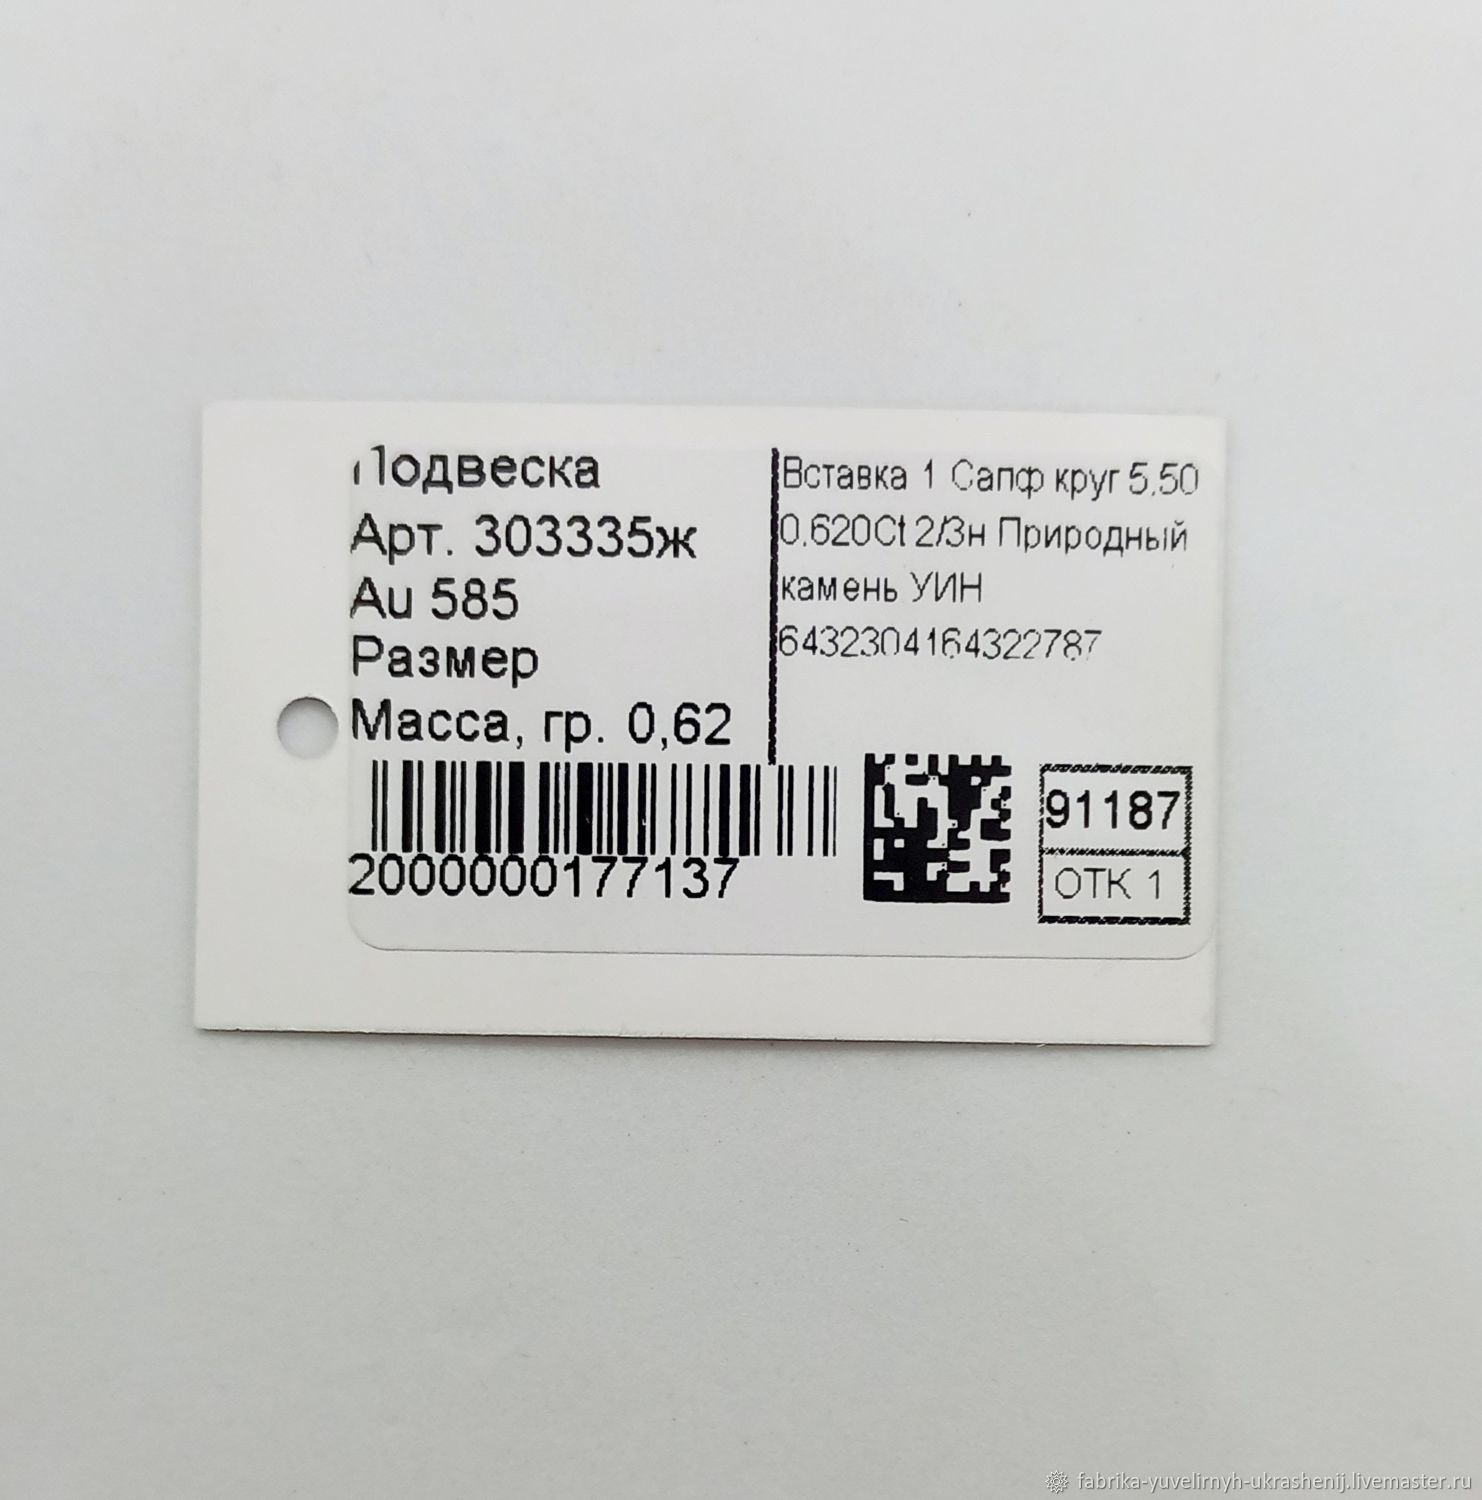 Подвеска
Арт. 303335ж
Au 585
Размер
Масса, гр. 0,62
2000000177137
Вставка 1 Сапф круг 5.50
0.620Ct 2/3н Природный
камень УИН
6432304164322787
91187
ОТК 1
fabrika-yuvelirnyh-ukrashenij.livemaster.ru